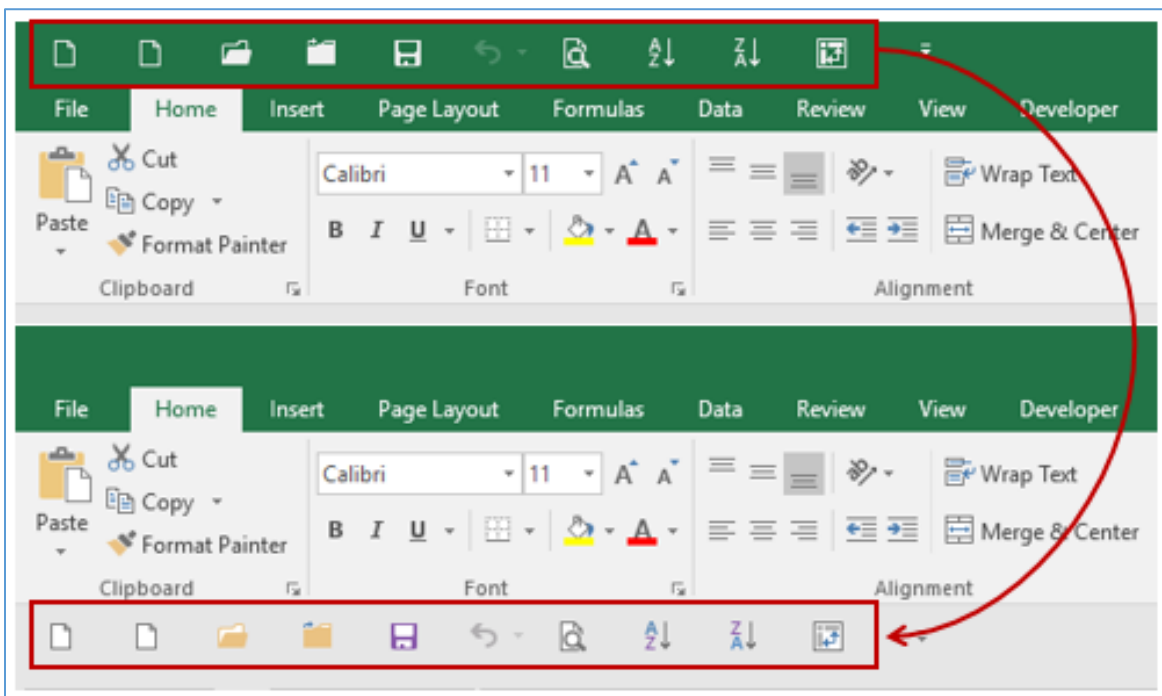 A Z Z A
File Home Insert Page Layout Formulas Data Review View Developer
Cut
Calibri 11 A A ab Wrap Text
Copy
Paste
B I U A Merge & Center
Format Painter
Clipboard Font Alignment
File Home Insert Page Layout Formulas Data Review View Developer
Cut
Calibri 11 A A ab Wrap Text
Copy
Paste
B I U A Merge & Center
Format Painter
Clipboard Font Alignment
A Z Z A